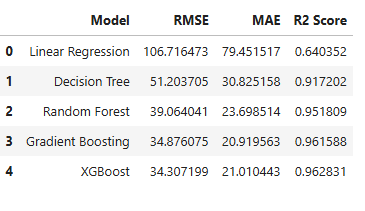 Model RMSE MAE R2 Score
0 Linear Regression 106.716473 79.451517 0.640352
1 Decision Tree 51.203705 30.825158 0.917202
2 Random Forest 39.064041 23.698514 0.951809
3 Gradient Boosting 34.876075 20.919563 0.961588
4 XGBoost 34.307199 21.010443 0.962831